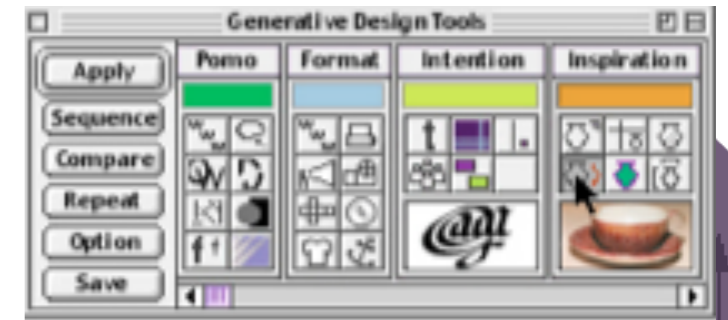 Generative Design Tools
Apply
Sequence
Compare
Repeat
Option
Save
Pomo
Format
Intention
Inspiration